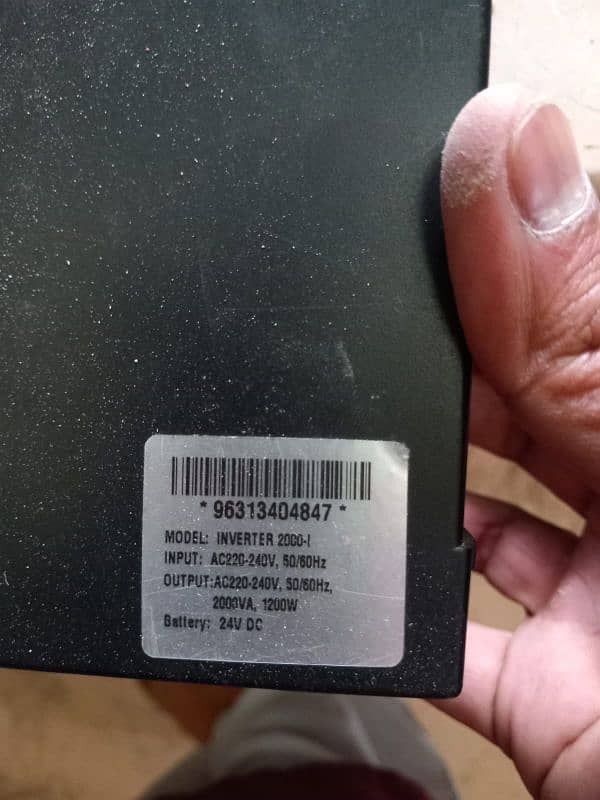 * 96313404847 *
MODEL: INVERTER 2000-I
INPUT: AC220-240V, 50/60Hz
OUTPUT:AC220-240V, 50/60Hz,
2000VA, 1200W
Battery: 24V DC